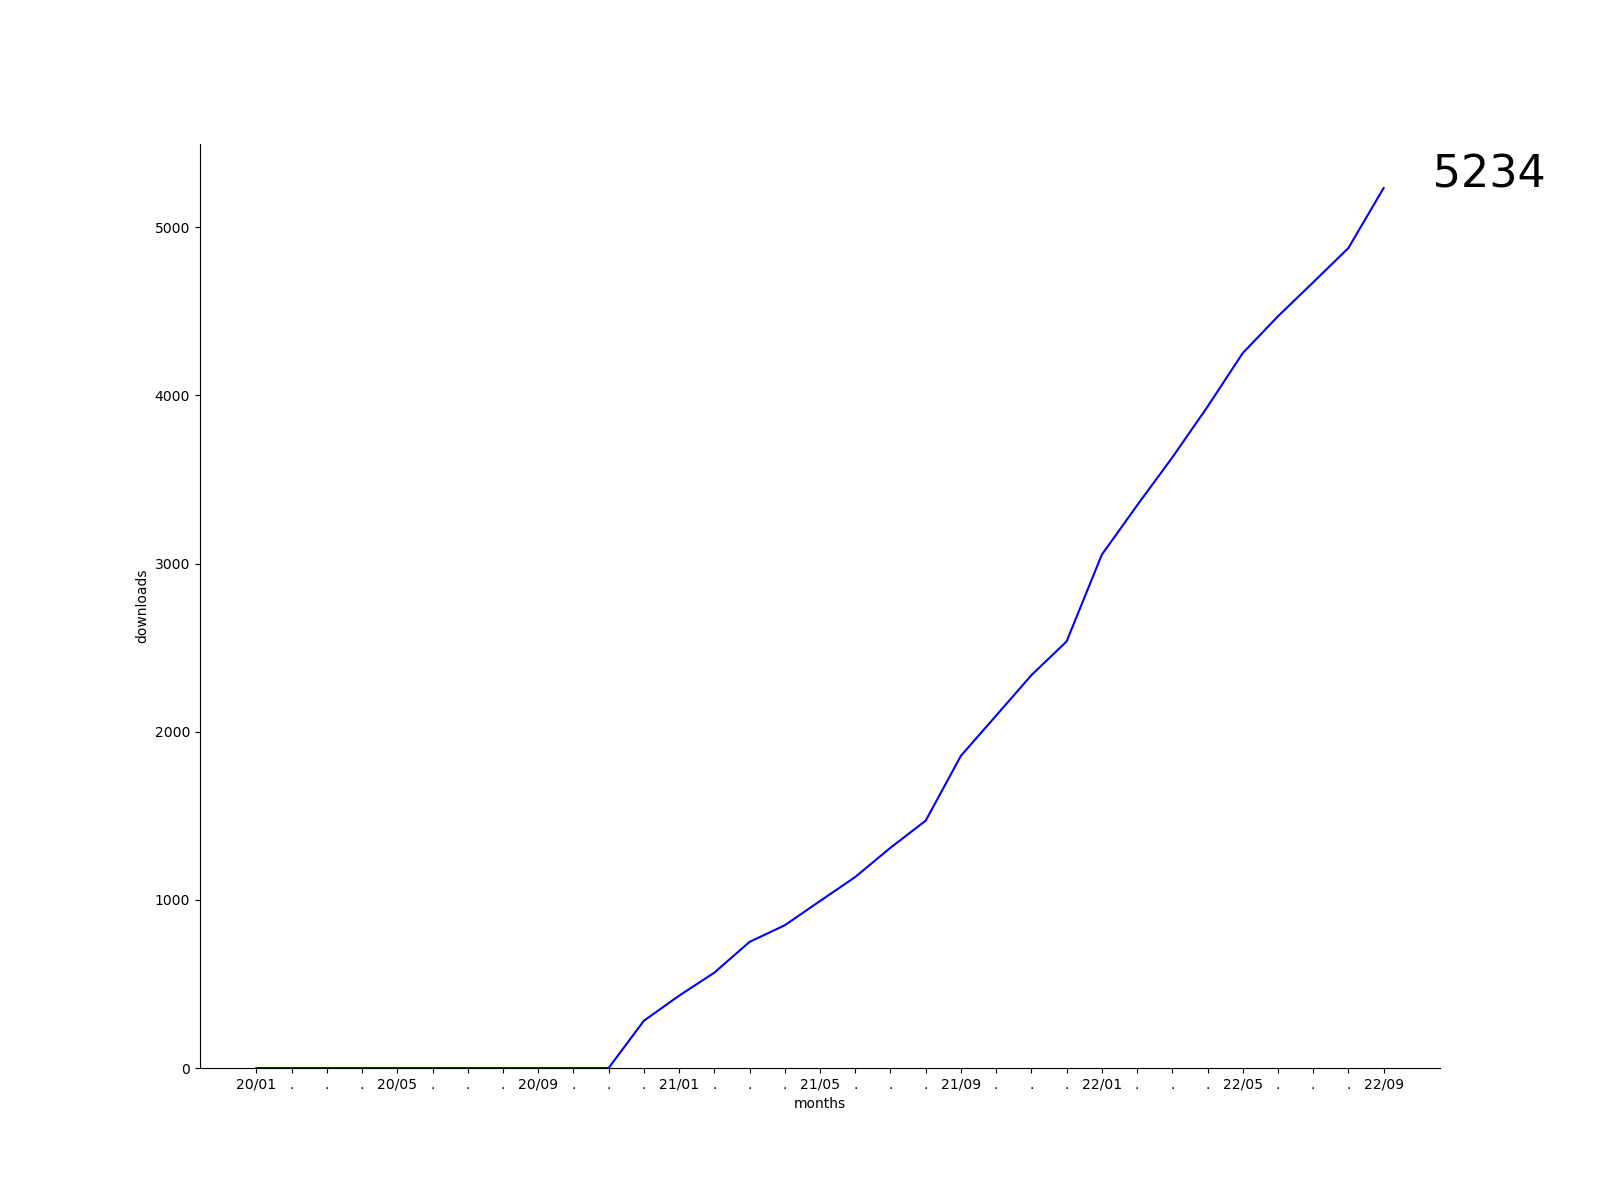 5234
5000
4000
3000
2000
1000
0
downloads
20/01 . . . 20/05 . . . 20/09 . . . 21/01 . . . 21/05 . . . 21/09 . . . 22/01 . . . 22/05 . . . 22/09
months